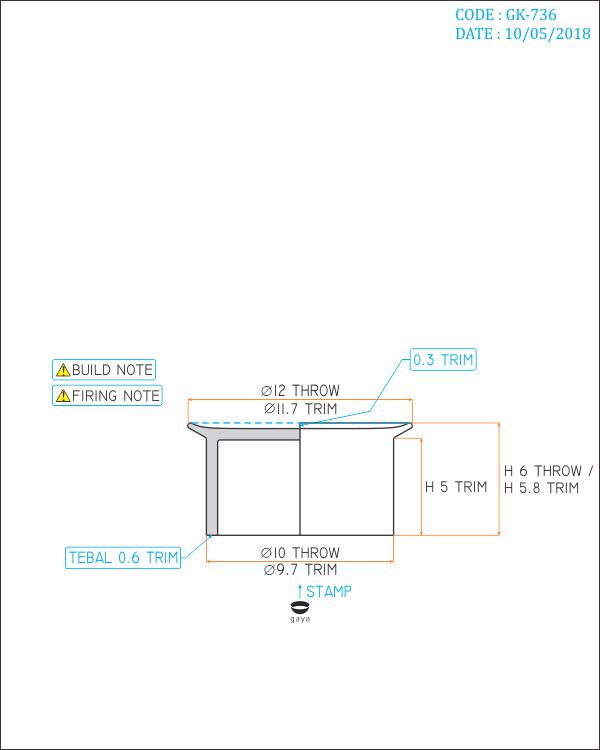 CODE : GK-736
DATE : 10/05/2018
0.3 TRIM
BUILD NOTE
FIRING NOTE
Ø12 THROW
Ø11.7 TRIM
H 5 TRIM
H 6 THROW /
H 5.8 TRIM
TEBAL 0.6 TRIM
Ø10 THROW
Ø9.7 TRIM
STAMP
gaya